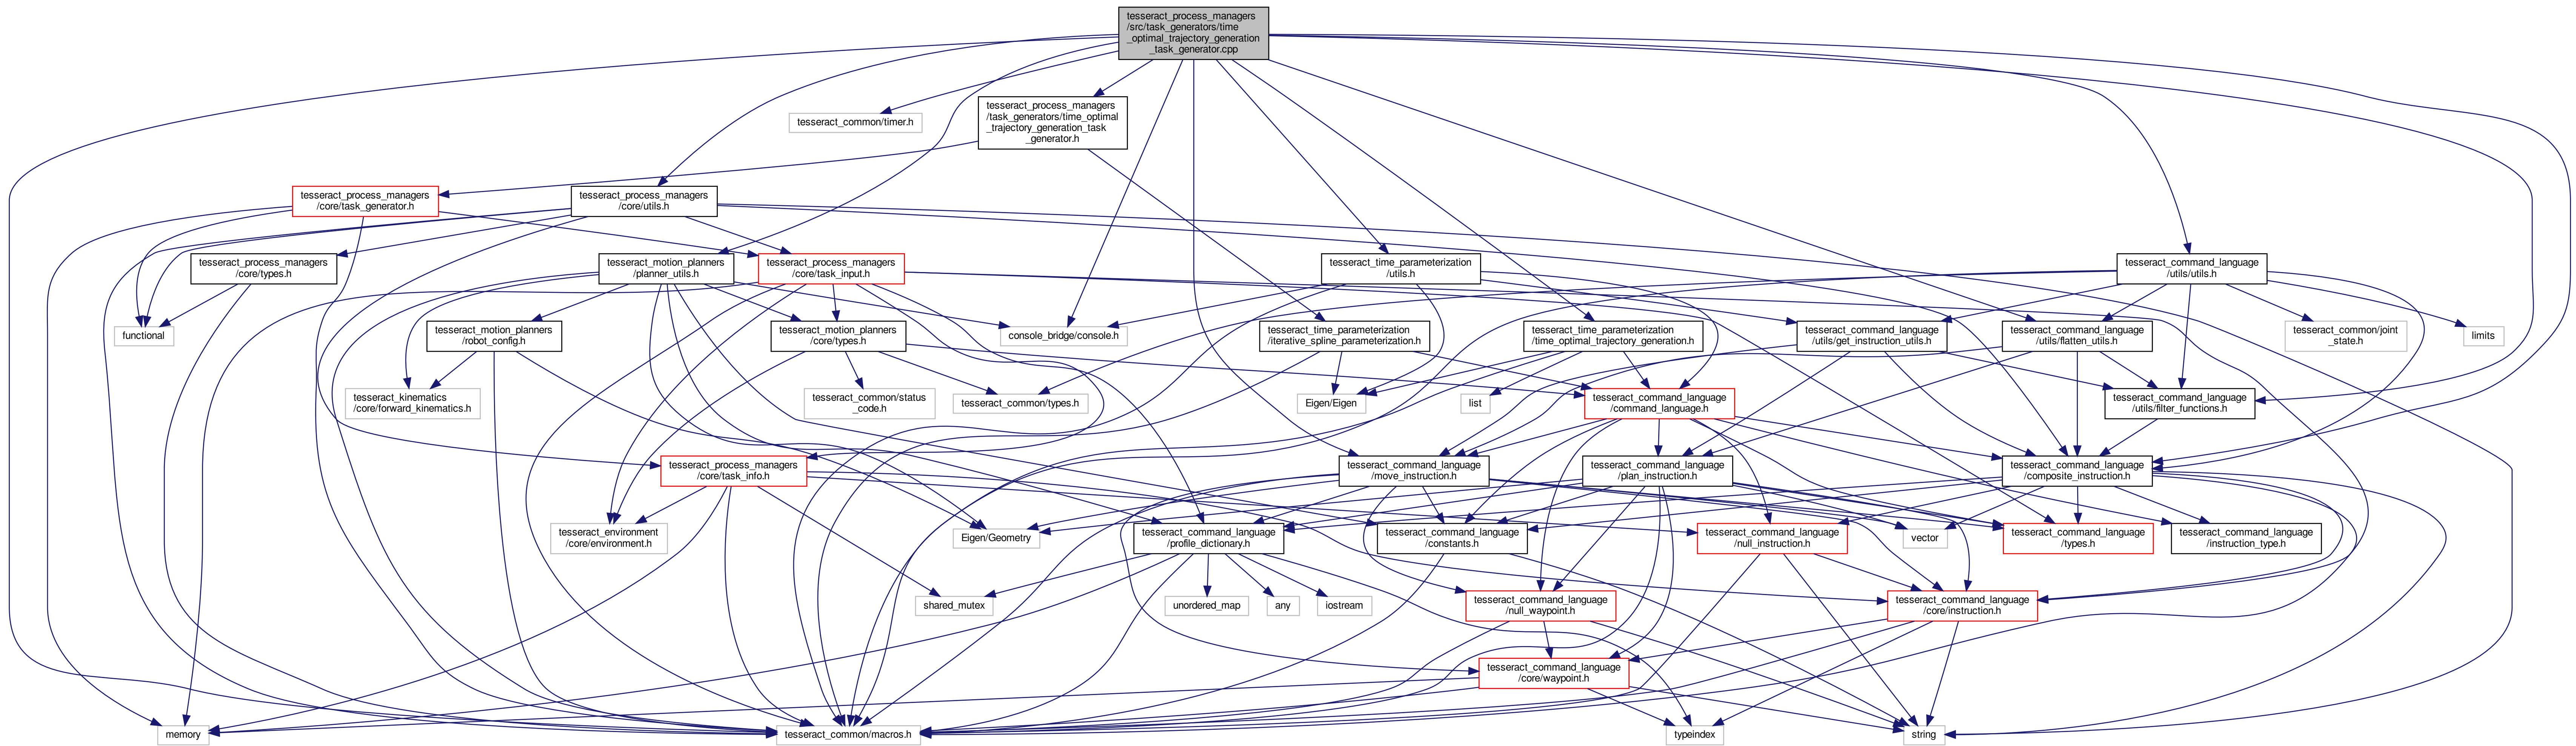 tesseract_process_managers
/src/task_generators/time
_optimal_trajectory_generation
_task_generator.cpp
tesseract_common/timer.h
tesseract_process_managers
/task_generators/time_optimal
_trajectory_generation_task
_generator.h
tesseract_process_managers
/core/task_generator.h
tesseract_process_managers
/core/utils.h
tesseract_process_managers
/core/types.h
tesseract_motion_planners
/planner_utils.h
tesseract_process_managers
/core/task_input.h
tesseract_time_parameterization
/utils.h
tesseract_command_language
/utils/utils.h
functional
tesseract_motion_planners
/robot_config.h
tesseract_motion_planners
/core/types.h
console_bridge/console.h
tesseract_time_parameterization
/iterative_spline_parameterization.h
tesseract_time_parameterization
/time_optimal_trajectory_generation.h
tesseract_command_language
/utils/get_instruction_utils.h
tesseract_command_language
/utils/flatten_utils.h
tesseract_common/joint
_state.h
limits
tesseract_kinematics
/core/forward_kinematics.h
tesseract_common/status
_code.h
tesseract_common/types.h
Eigen/Eigen
list
tesseract_command_language
/command_language.h
tesseract_command_language
/utils/filter_functions.h
tesseract_process_managers
/core/task_info.h
tesseract_command_language
/move_instruction.h
tesseract_command_language
/plan_instruction.h
tesseract_command_language
/composite_instruction.h
tesseract_environment
/core/environment.h
Eigen/Geometry
tesseract_command_language
/profile_dictionary.h
tesseract_command_language
/constants.h
tesseract_command_language
/null_instruction.h
vector
tesseract_command_language
/types.h
tesseract_command_language
/instruction_type.h
shared_mutex
unordered_map
any
iostream
tesseract_command_language
/null_waypoint.h
tesseract_command_language
/core/instruction.h
tesseract_command_language
/core/waypoint.h
memory
tesseract_common/macros.h
typeindex
string